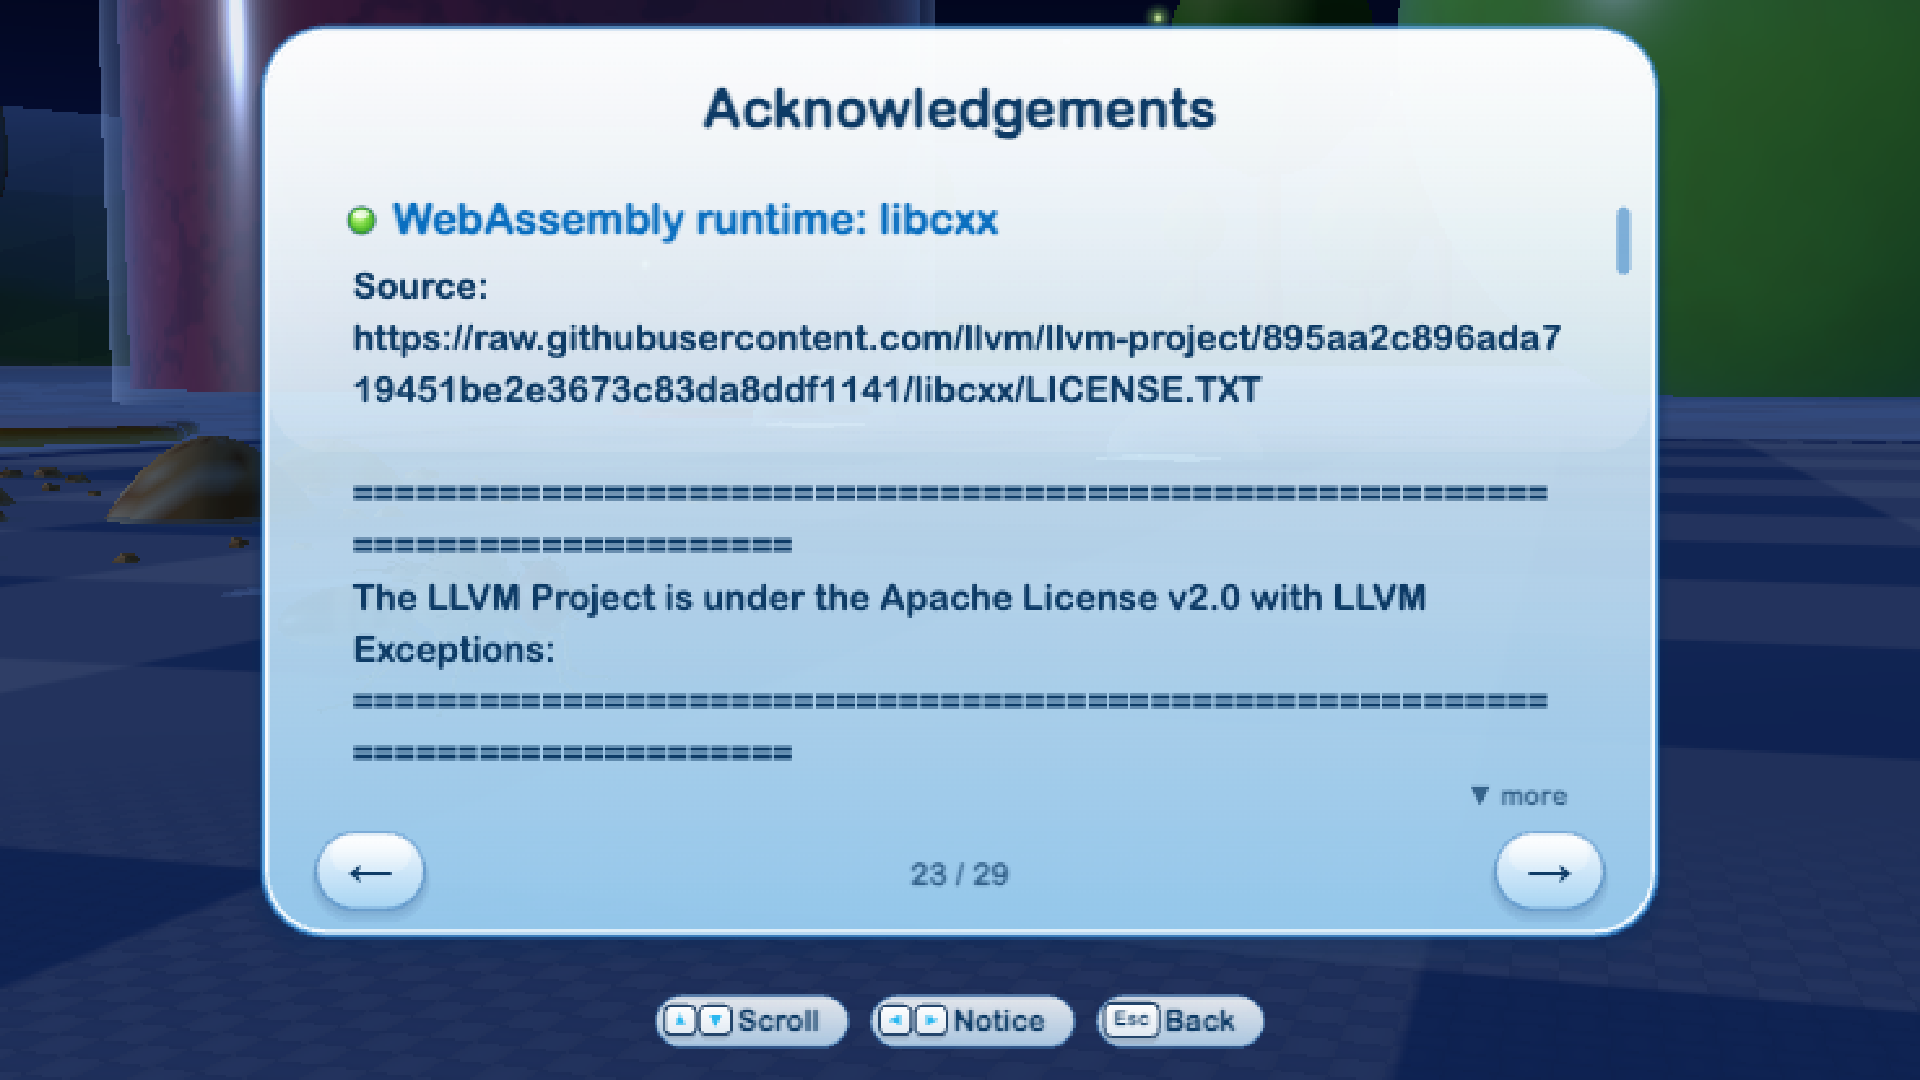 Acknowledgements
WebAssembly runtime: libcxx
Source:
https://raw.githubusercontent.com/llvm/llvm-project/895aa2c896ada7
19451be2e3673c83da8ddf1141/libcxx/LICENSE.TXT
=========================================================
=====================
The LLVM Project is under the Apache License v2.0 with LLVM
Exceptions:
=========================================================
=====================
▼ more
←
23 / 29
→
▲ ▼ Scroll
◀ ▶ Notice
Esc Back